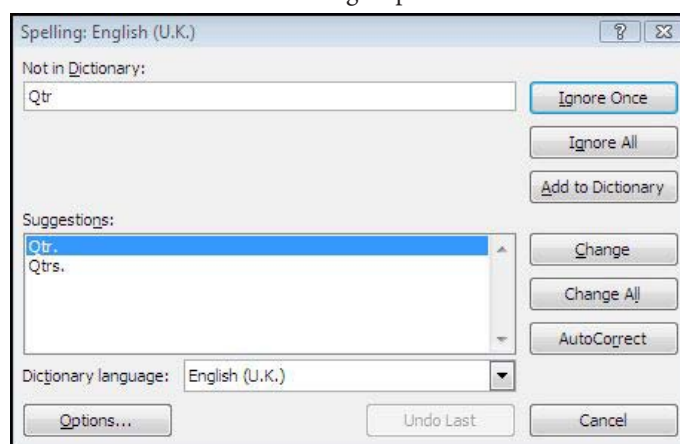 Spelling: English (U.K.)
Not in Dictionary:
Qtr
Ignore Once
Ignore All
Add to Dictionary
Suggestions:
Qtr.
Qtrs.
Change
Change All
AutoCorrect
Dictionary language: English (U.K.)
Options...
Undo Last
Cancel